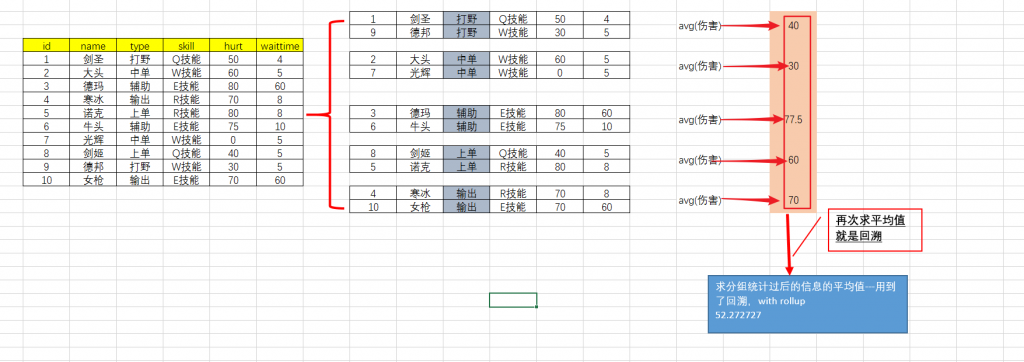 id name type skill hurt waittime
1 剑圣 打野 Q技能 50 4
2 大头 中单 W技能 60 5
3 德玛 辅助 E技能 80 60
4 寒冰 输出 R技能 70 8
5 诺克 上单 R技能 80 8
6 牛头 辅助 E技能 75 10
7 光辉 中单 W技能 0 5
8 剑姬 上单 Q技能 40 5
9 德邦 打野 W技能 30 5
10 女枪 输出 E技能 70 60
1 剑圣 打野 Q技能 50 4
9 德邦 打野 W技能 30 5
2 大头 中单 W技能 60 5
7 光辉 中单 W技能 0 5
3 德玛 辅助 E技能 80 60
6 牛头 辅助 E技能 75 10
8 剑姬 上单 Q技能 40 5
5 诺克 上单 R技能 80 8
4 寒冰 输出 R技能 70 8
10 女枪 输出 E技能 70 60
avg(伤害) 40
avg(伤害) 30
avg(伤害) 77.5
avg(伤害) 60
avg(伤害) 70
再次求平均值
就是回溯
求分组统计过后的信息的平均值---用到
了回溯，with rollup
52.272727